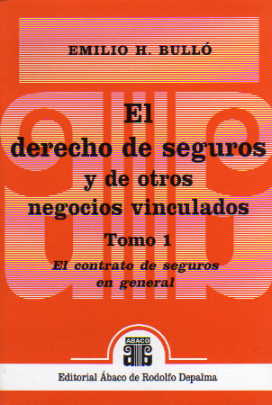 EMILIO H. BULLÓ
El
derecho de seguros
y de otros
negocios vinculados
Tomo 1
El contrato de seguros
en general
ABACO
Editorial Ábaco de Rodolfo Depalma